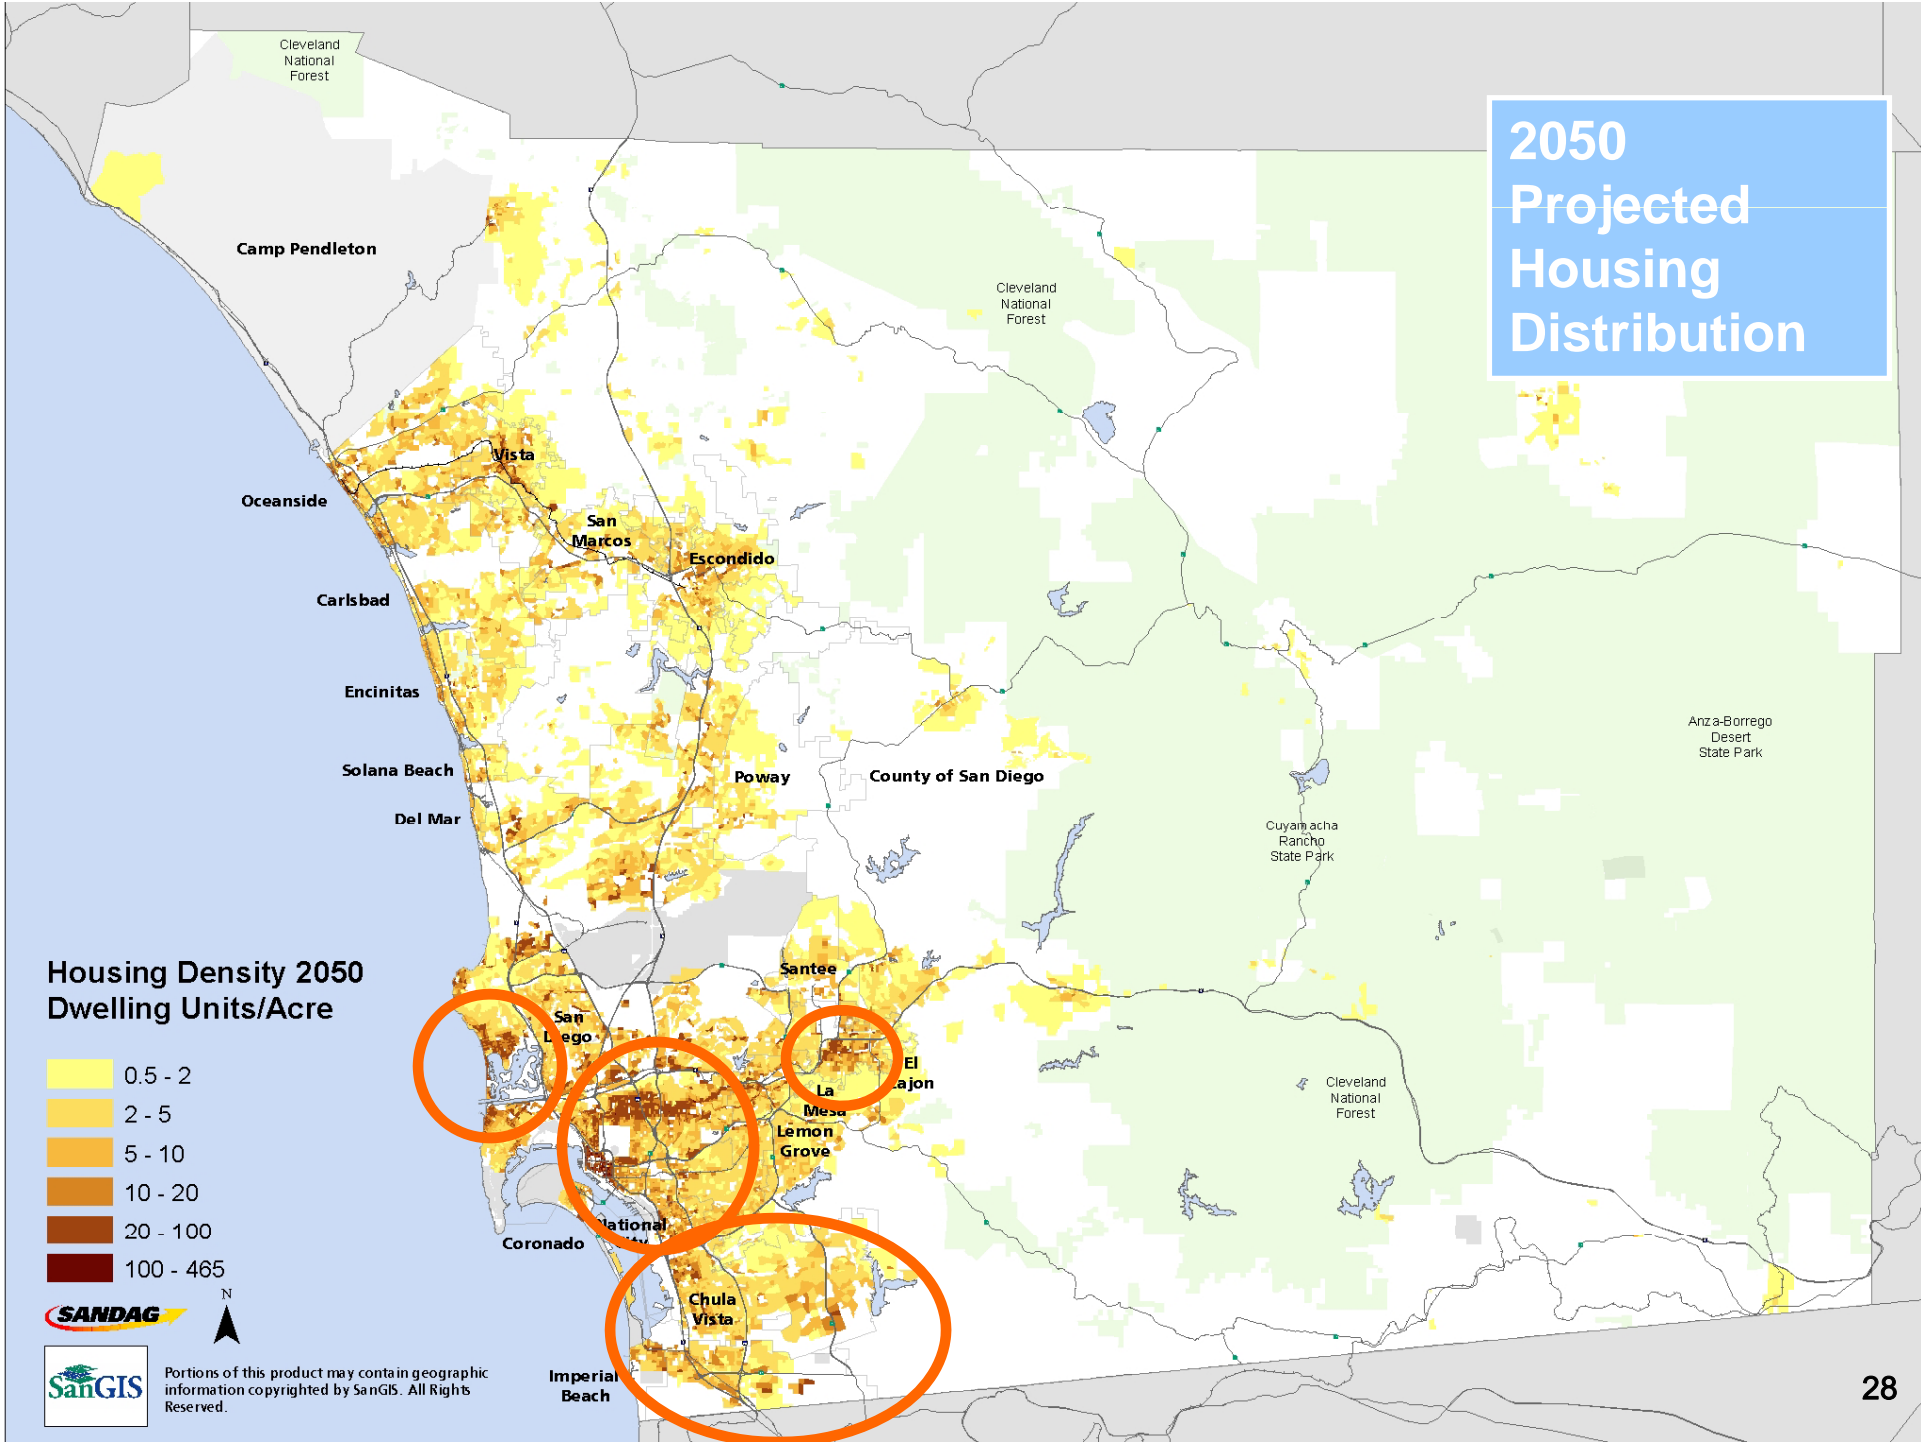 Cleveland
National
Forest
2050
Projected
Housing
Distribution
Camp Pendleton
Cleveland
National
Forest
Vista
Oceanside
San
Marcos
Escondido
Carlsbad
Encinitas
Anza-Borrego
Desert
State Park
Solana Beach
Poway
County of San Diego
Del Mar
Cuyamacha
Rancho
State Park
Santee
Housing Density 2050
Dwelling Units/Acre
San
Diego
El
Cajon
0.5 - 2
2 - 5
5 - 10
10 - 20
20 - 100
100 - 465
La
Mesa
Lemon
Grove
Cleveland
National
Forest
National
City
Coronado
Chula
Vista
Imperial
Beach
SANDAG
N
SanGIS
Portions of this product may contain geographic
information copyrighted by SanGIS. All Rights
Reserved.
28